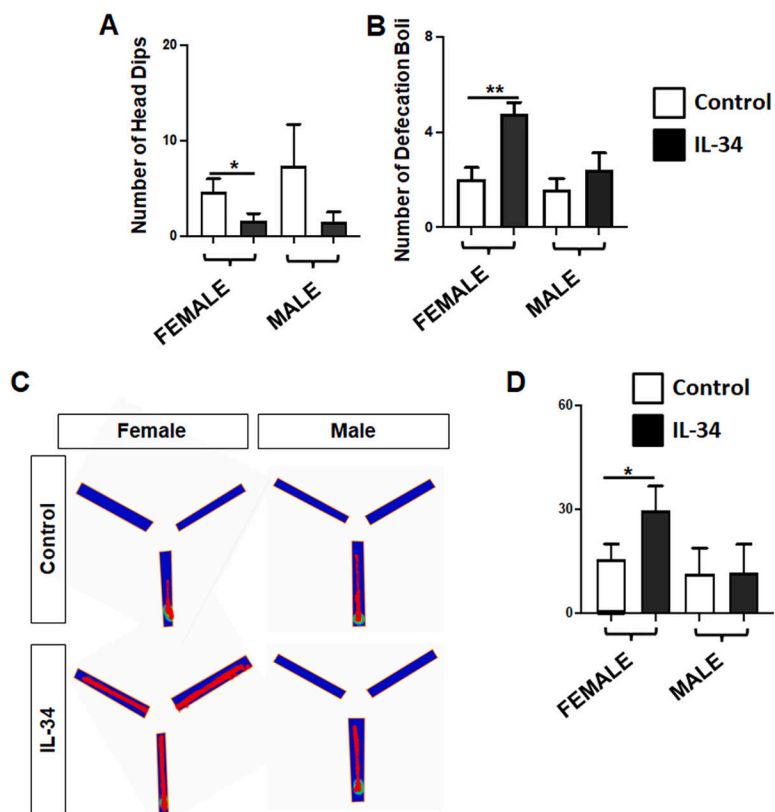 A
Number of Head Dips
20
10
0
*
FEMALE
MALE
B
Number of Defecation Boli
8
4
0
**
FEMALE
MALE
Control
IL-34
C
Female
Male
Control
IL-34
D
Control
IL-34
60
30
0
*
FEMALE
MALE